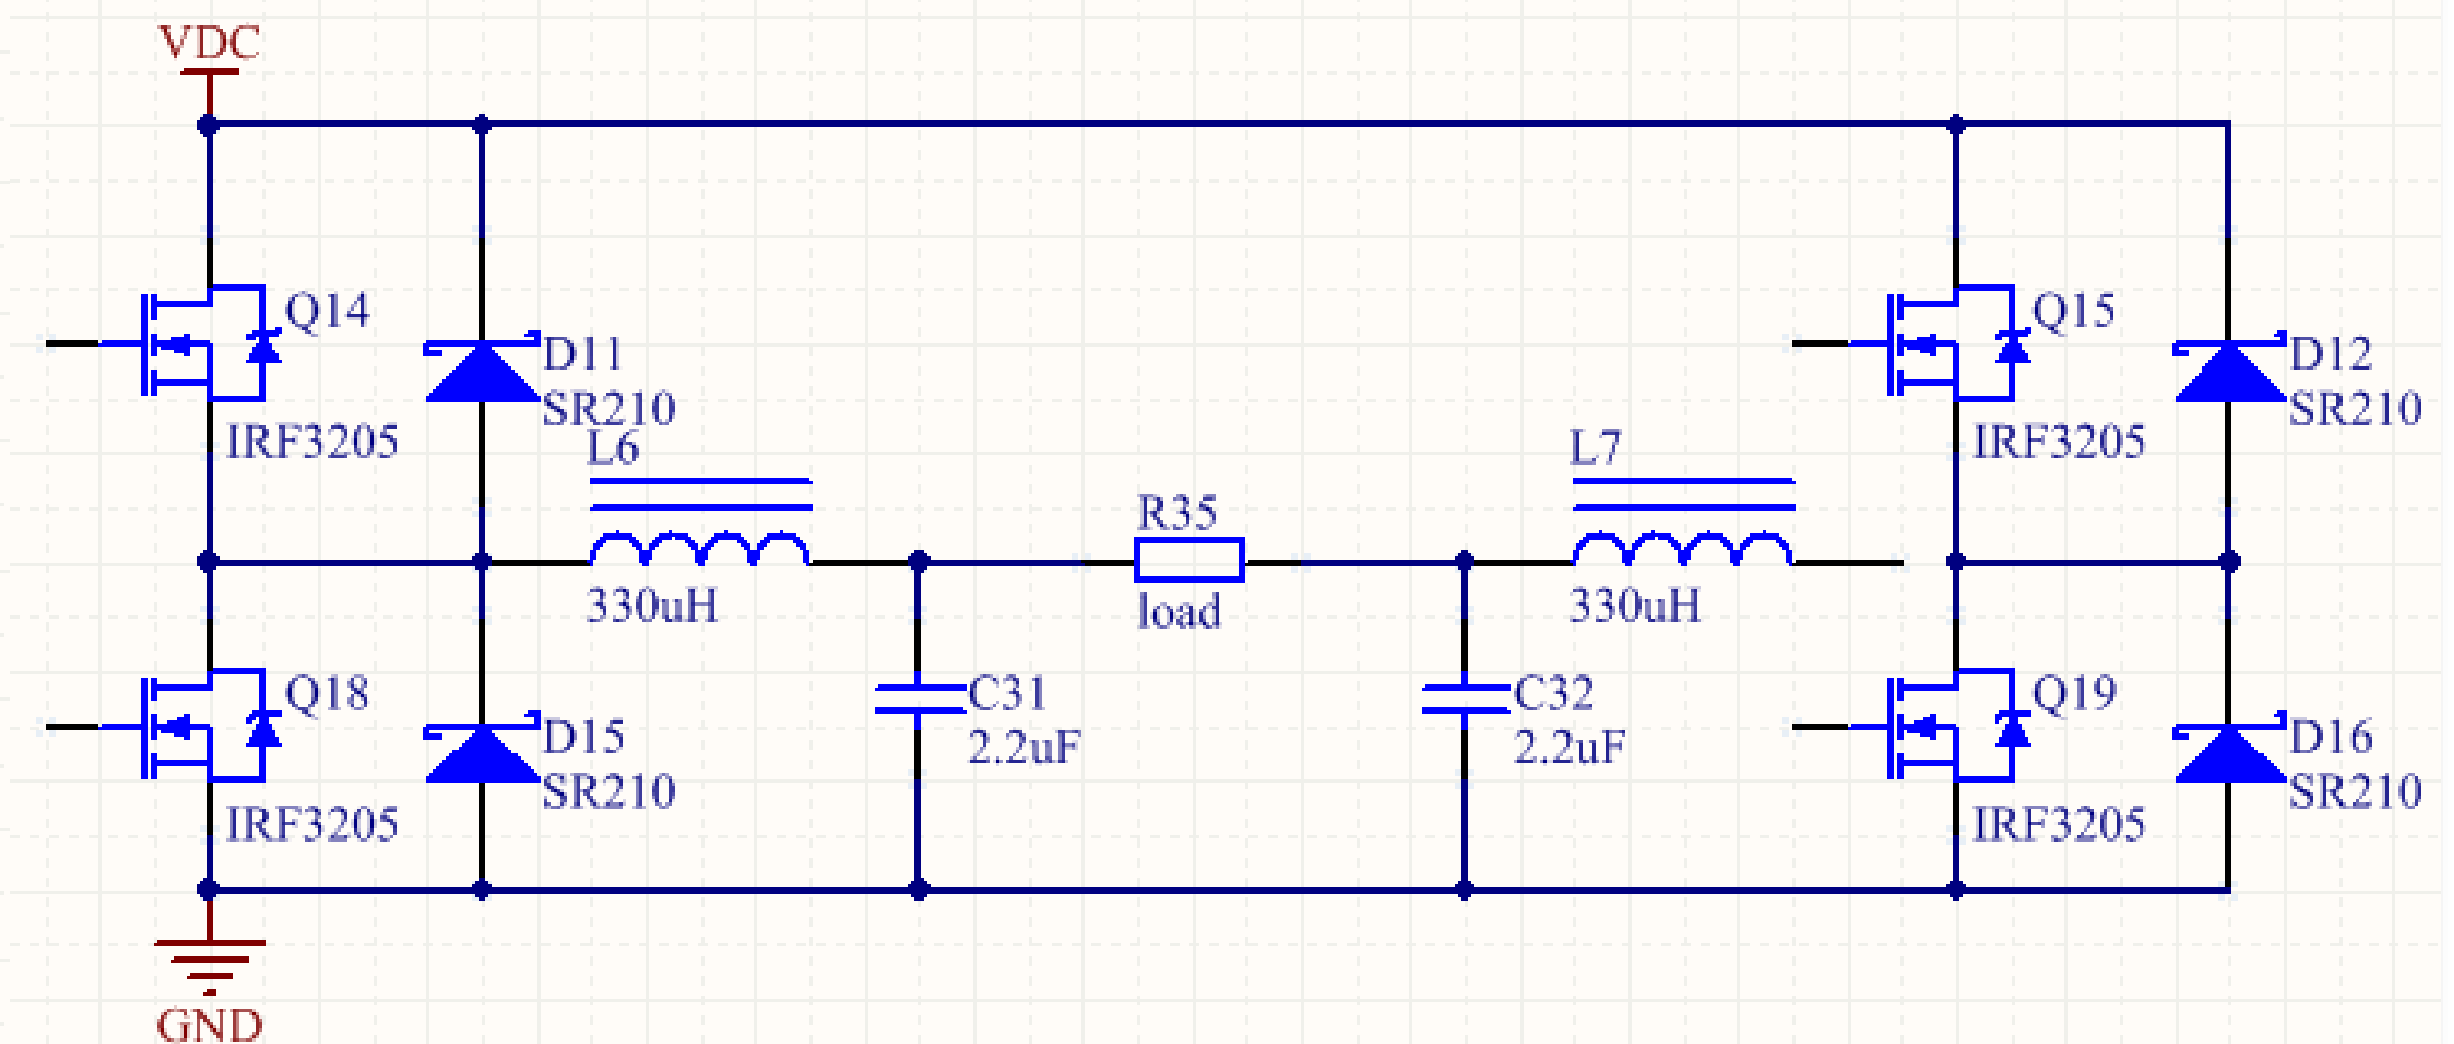 VDC
Q14
IRF3205
D11
SR210
L6
330uH
R35
load
L7
330uH
Q15
IRF3205
D12
SR210
Q18
IRF3205
D15
SR210
C31
2.2uF
C32
2.2uF
Q19
IRF3205
D16
SR210
GND